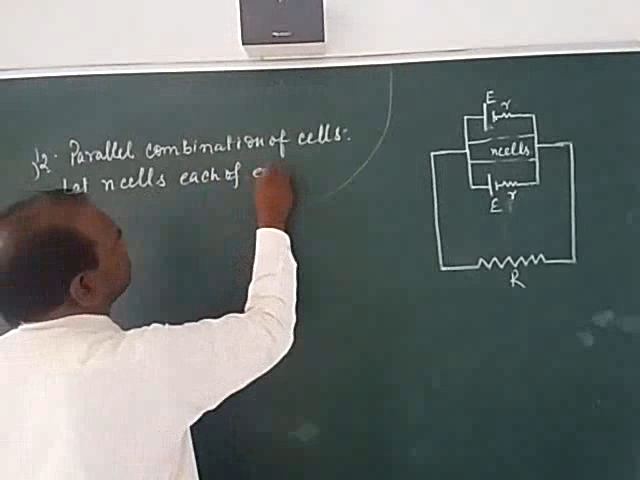 2. Parallel combination of cells:
Let n cells each of e
E
r
n cells
E
r
R